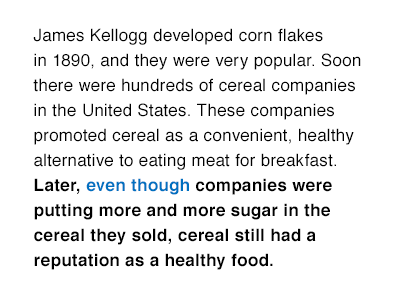 James Kellogg developed corn flakes
in 1890, and they were very popular. Soon
there were hundreds of cereal companies
in the United States. These companies
promoted cereal as a convenient, healthy
alternative to eating meat for breakfast.
Later, even though companies were
putting more and more sugar in the
cereal they sold, cereal still had a
reputation as a healthy food.